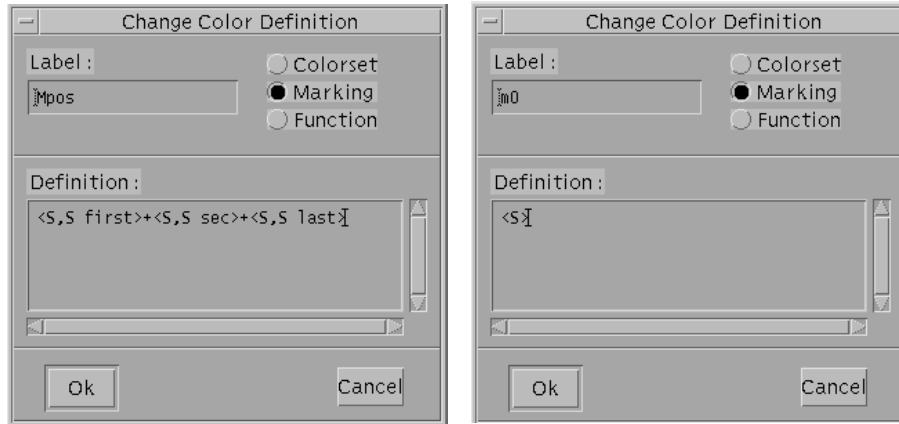 Change Color Definition
Label :
Mpos
Colorset
Marking
Function
Definition :
<S,S first>+<S,S sec>+<S,S last>
Ok
Cancel
Change Color Definition
Label :
m0
Colorset
Marking
Function
Definition :
<S>
Ok
Cancel